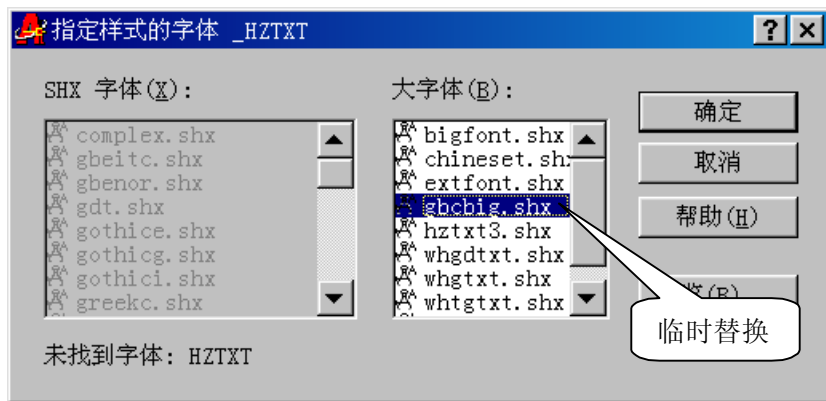 指定样式的字体 _HZTXT
SHX 字体(X):
complex.shx
gbeitc.shx
gbenor.shx
gdt.shx
gothice.shx
gothicg.shx
gothici.shx
greekc.shx
大字体(B):
bigfont.shx
chineset.sh
extfont.shx
gbcbig.shx
hztxt3.shx
whgdtxt.shx
whgtxt.shx
whtgtxt.shx
确定
取消
帮助(H)
(B)
临时替换
未找到字体: HZTXT